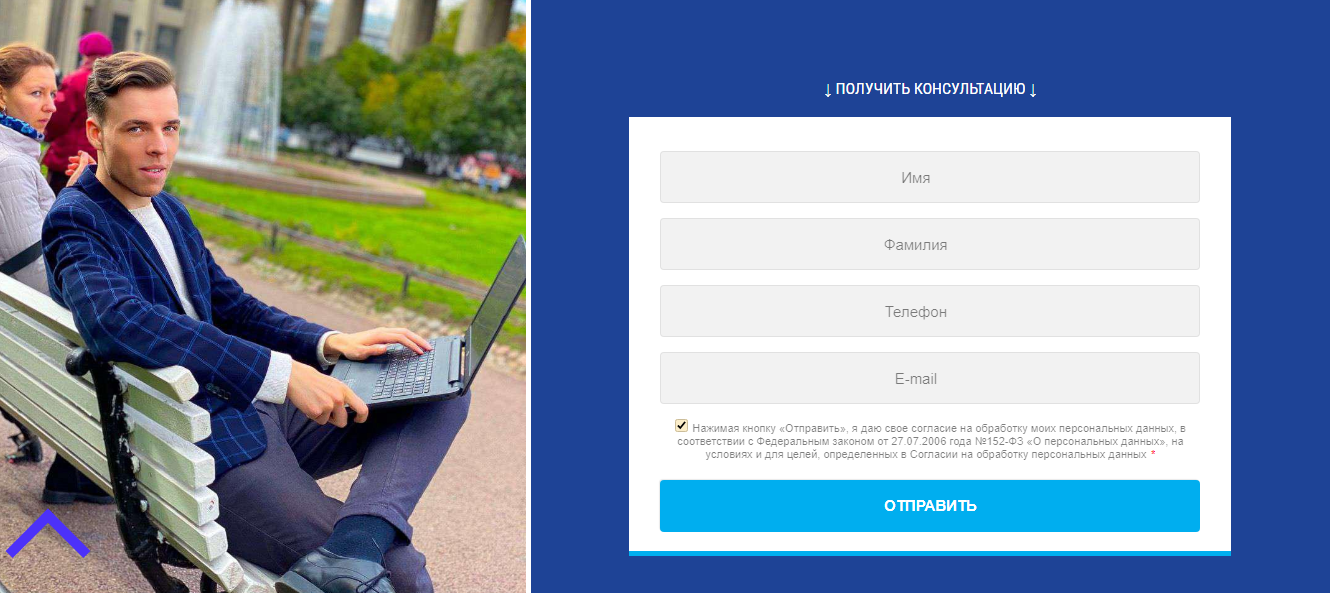 ↓ ПОЛУЧИТЬ КОНСУЛЬТАЦИЮ ↓
Имя
Фамилия
Телефон
E-mail
Нажимая кнопку «Отправить», я даю свое согласие на обработку моих персональных данных, в
соответствии с Федеральным законом от 27.07.2006 года №152-ФЗ «О персональных данных», на
условиях и для целей, определенных в Согласии на обработку персональных данных *
ОТПРАВИТЬ